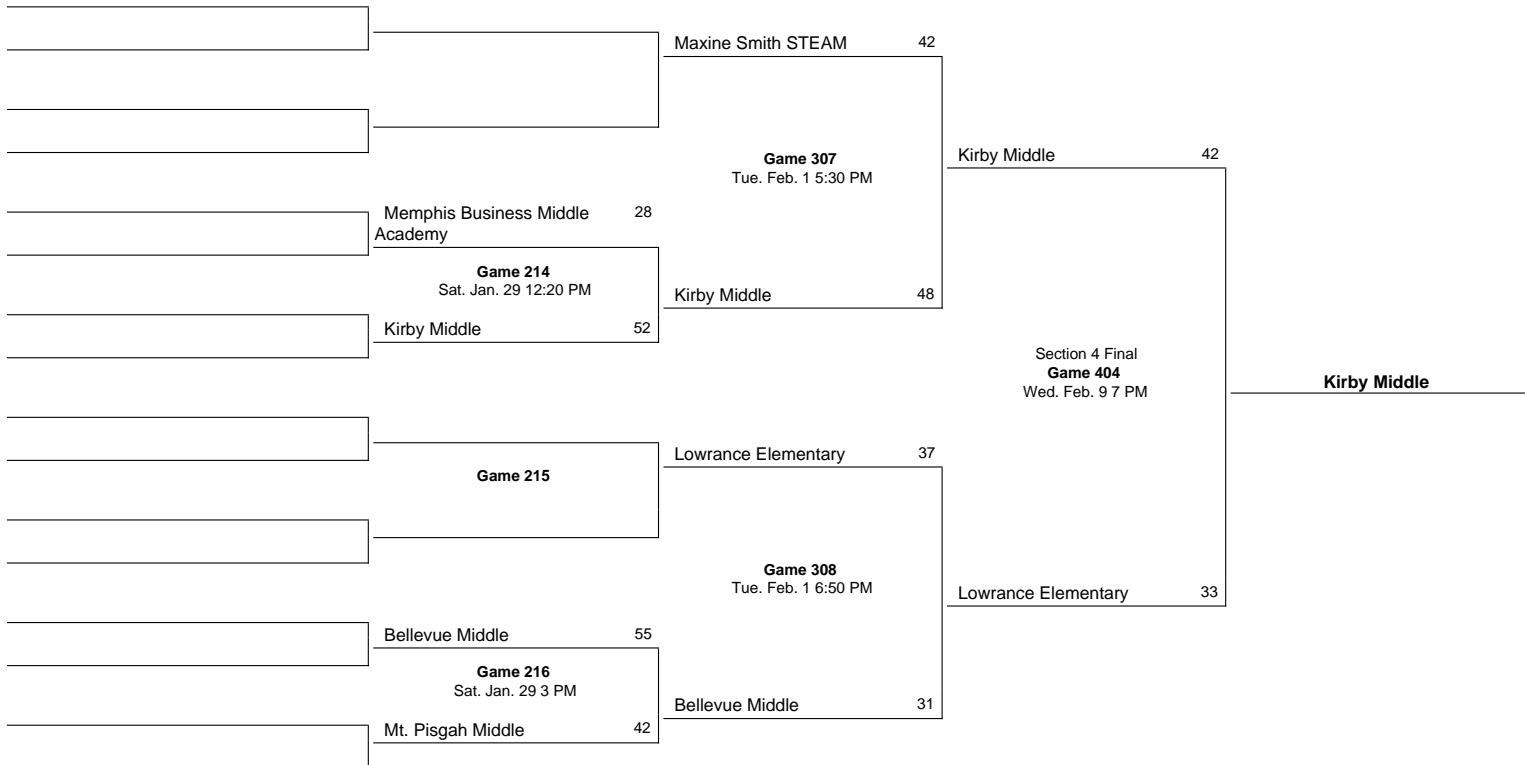 Maxine Smith STEAM 42
Game 307
Tue. Feb. 1 5:30 PM
Kirby Middle 42
Memphis Business Middle 28
Academy
Game 214
Sat. Jan. 29 12:20 PM
Kirby Middle 48
Kirby Middle 52
Section 4 Final
Game 404
Wed. Feb. 9 7 PM
Kirby Middle
Lowrance Elementary 37
Game 215
Game 308
Tue. Feb. 1 6:50 PM
Lowrance Elementary 33
Bellevue Middle 55
Game 216
Sat. Jan. 29 3 PM
Bellevue Middle 31
Mt. Pisgah Middle 42